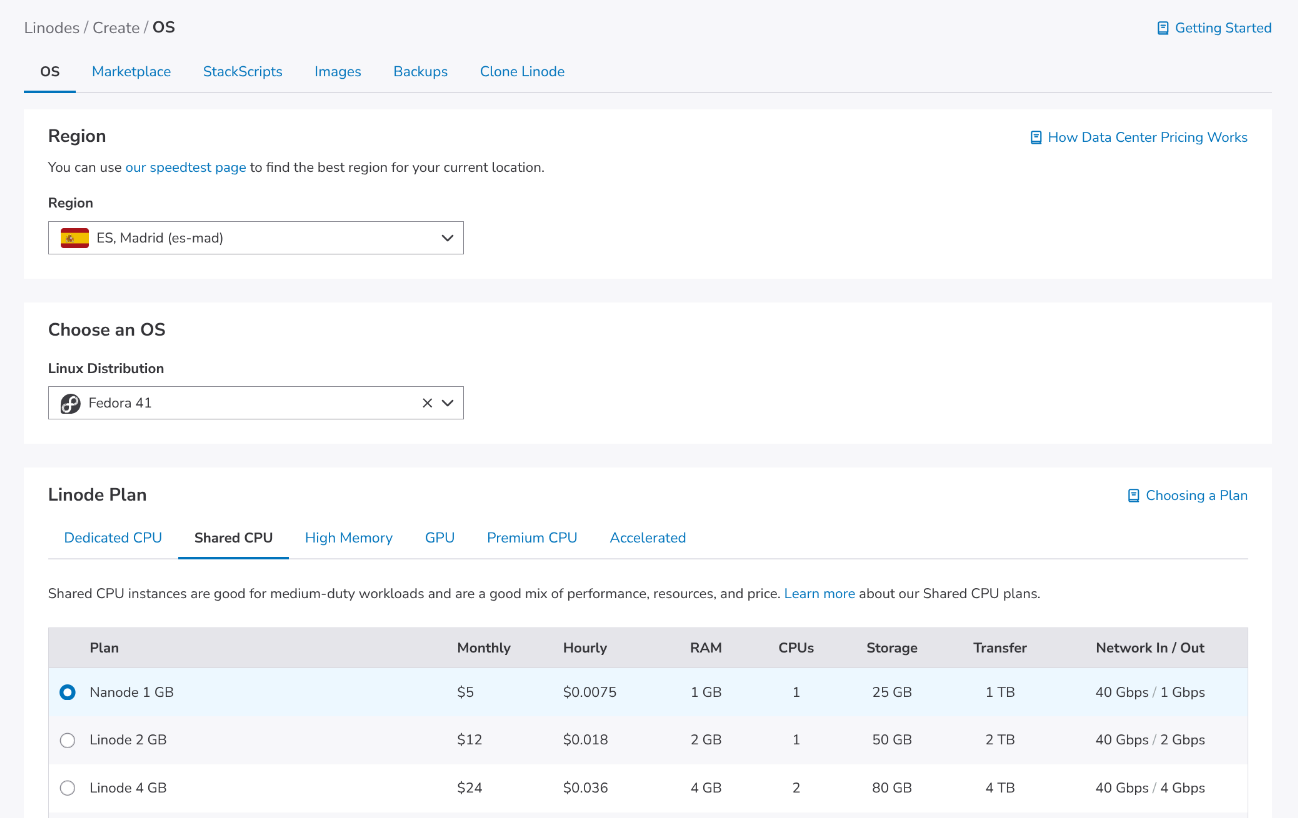 Linodes / Create / OS
Getting Started
OS Marketplace StackScripts Images Backups Clone Linode
Region
How Data Center Pricing Works
You can use our speedtest page to find the best region for your current location.
Region
ES, Madrid (es-mad)
Choose an OS
Linux Distribution
Fedora 41
Linode Plan
Choosing a Plan
Dedicated CPU Shared CPU High Memory GPU Premium CPU Accelerated
Shared CPU instances are good for medium-duty workloads and are a good mix of performance, resources, and price. Learn more about our Shared CPU plans.
Plan Monthly Hourly RAM CPUs Storage Transfer Network In / Out
Nanode 1 GB $5 $0.0075 1 GB 1 25 GB 1 TB 40 Gbps / 1 Gbps
Linode 2 GB $12 $0.018 2 GB 1 50 GB 2 TB 40 Gbps / 2 Gbps
Linode 4 GB $24 $0.036 4 GB 2 80 GB 4 TB 40 Gbps / 4 Gbps